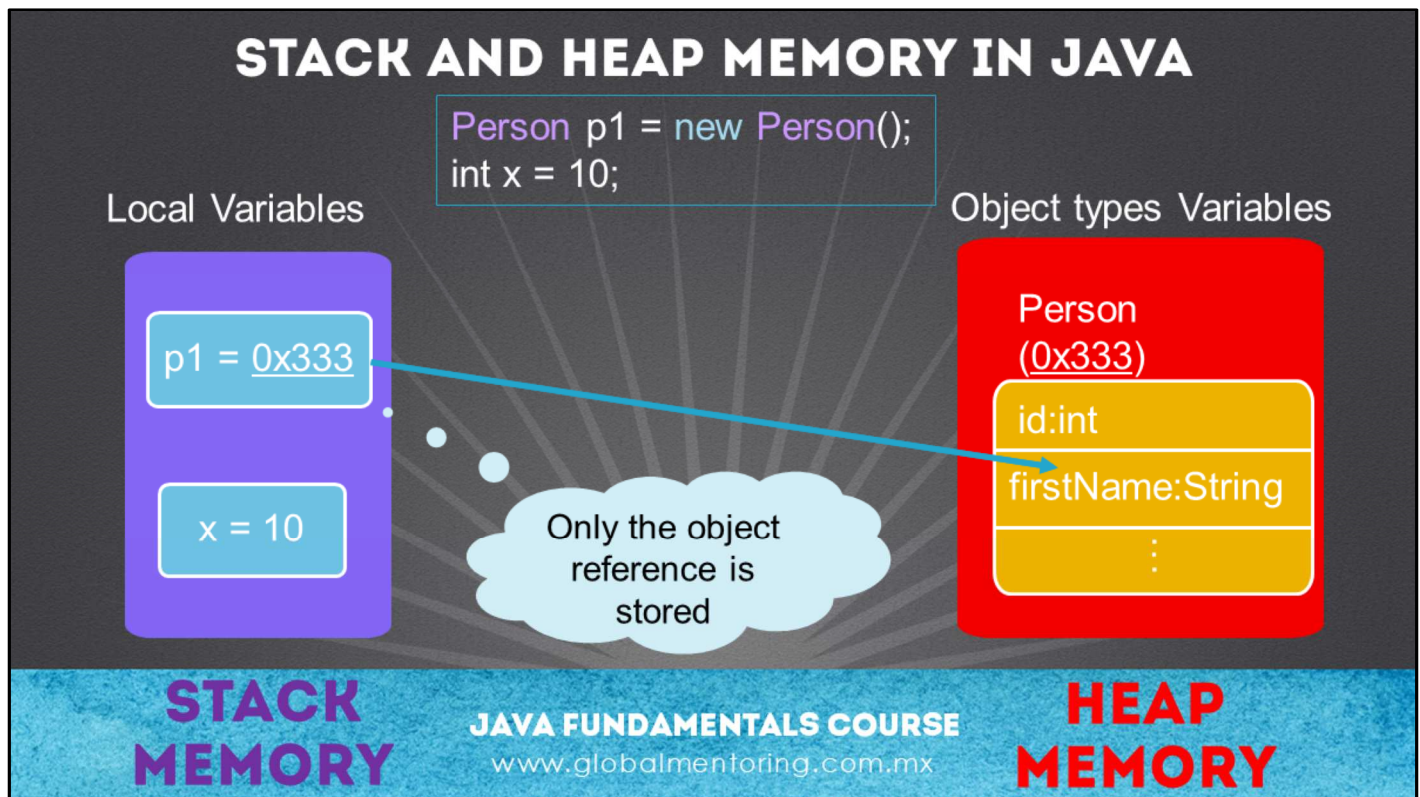 STACK AND HEAP MEMORY IN JAVA
Person p1 = new Person();
int x = 10;
Local Variables
Object types Variables
p1 = 0x333
x = 10
Only the object
reference is
stored
Person
(0x333)
id:int
firstName:String
⋮
STACK
MEMORY
JAVA FUNDAMENTALS COURSE
www.globalmentoring.com.mx
HEAP
MEMORY